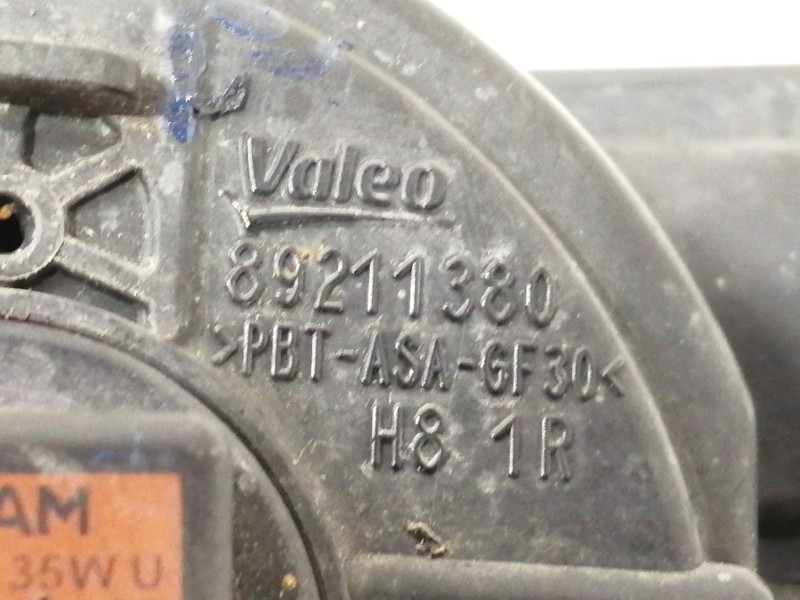 Valeo
89211380
>PBT-ASA-GF30<
H8 1R
AM
35W U